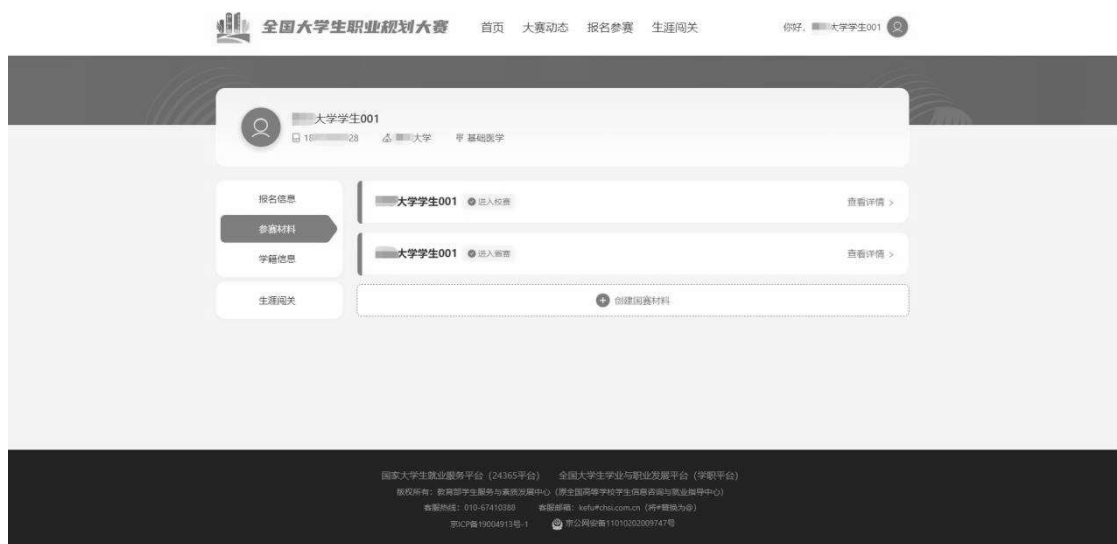 全国大学生职业规划大赛 首页 大赛动态 报名参赛 生涯闯关 你好, 大学学生001
大学学生001
18 28 大学 基础医学
报名信息
参赛材料
学籍信息
生涯闯关
大学学生001 进入校赛 查看详情 >
大学学生001 进入省赛 查看详情 >
创建国赛材料
国家大学生就业服务平台（24365平台） 全国大学生学业与职业发展平台（学职平台）
版权所有：教育部学生服务与素质发展中心（原全国高等学校学生信息咨询与就业指导中心）
客服热线：010-67410388 客服邮箱：kefu#chsi.com.cn（将#替换为@）
京ICP备19004913号-1 京公网安备11010202009747号